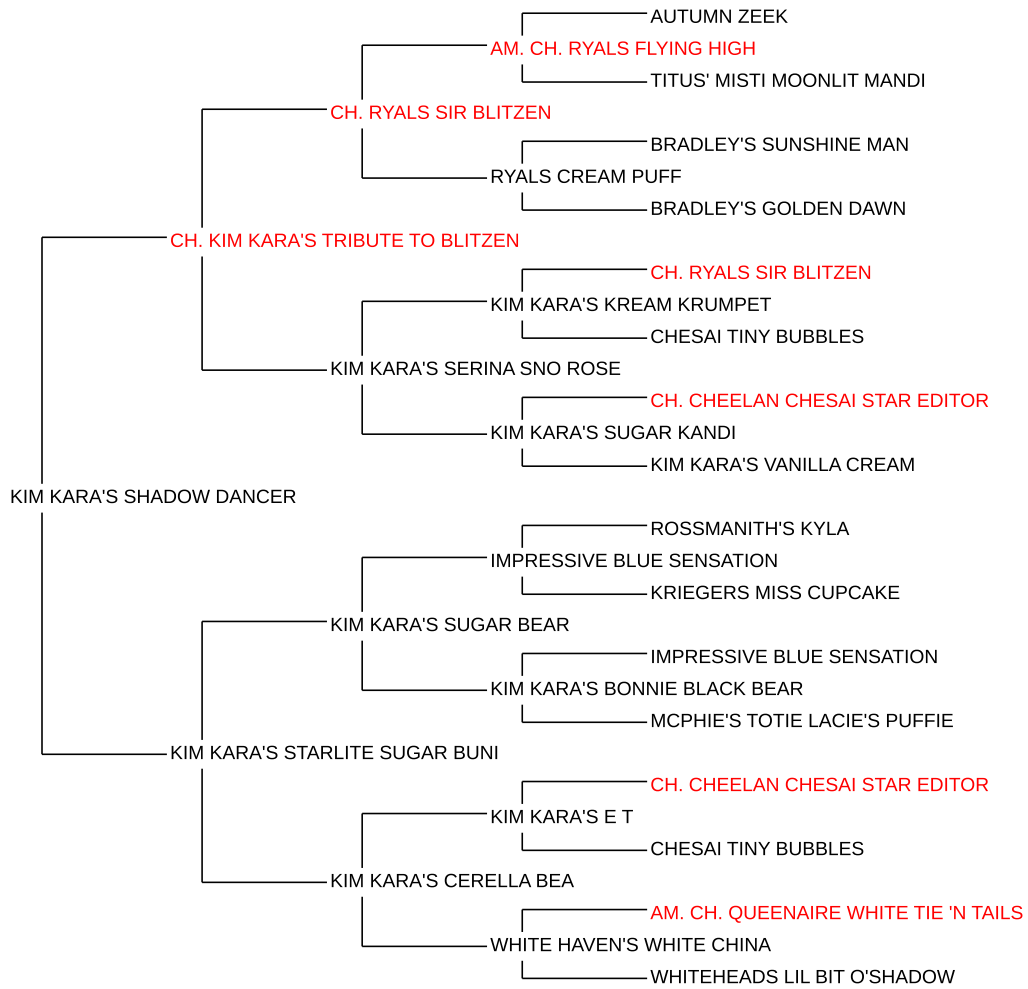 AUTUMN ZEEK
AM. CH. RYALS FLYING HIGH
TITUS' MISTI MOONLIT MANDI
CH. RYALS SIR BLITZEN
BRADLEY'S SUNSHINE MAN
RYALS CREAM PUFF
BRADLEY'S GOLDEN DAWN
CH. KIM KARA'S TRIBUTE TO BLITZEN
CH. RYALS SIR BLITZEN
KIM KARA'S KREAM KRUMPET
CHESAI TINY BUBBLES
KIM KARA'S SERINA SNO ROSE
CH. CHEELAN CHESAI STAR EDITOR
KIM KARA'S SUGAR KANDI
KIM KARA'S VANILLA CREAM
KIM KARA'S SHADOW DANCER
ROSSMANITH'S KYLA
IMPRESSIVE BLUE SENSATION
KRIEGERS MISS CUPCAKE
KIM KARA'S SUGAR BEAR
IMPRESSIVE BLUE SENSATION
KIM KARA'S BONNIE BLACK BEAR
MCPHIE'S TOTIE LACIE'S PUFFIE
KIM KARA'S STARLITE SUGAR BUNI
CH. CHEELAN CHESAI STAR EDITOR
KIM KARA'S E T
CHESAI TINY BUBBLES
KIM KARA'S CERELLA BEA
AM. CH. QUEENAIRE WHITE TIE 'N TAILS
WHITE HAVEN'S WHITE CHINA
WHITEHEADS LIL BIT O'SHADOW